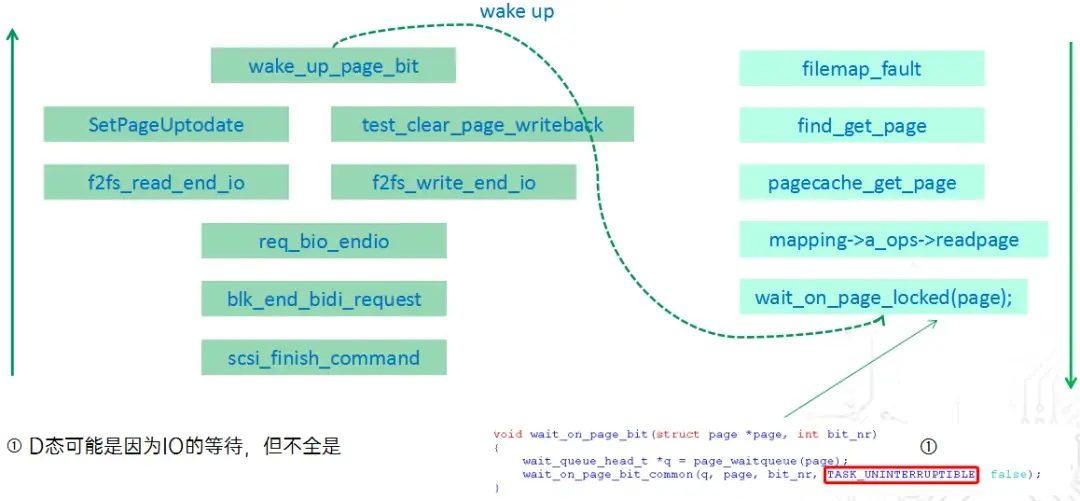 wake up
wake_up_page_bit
SetPageUptodate
test_clear_page_writeback
f2fs_read_end_io
f2fs_write_end_io
req_bio_endio
blk_end_bidi_request
scsi_finish_command
filemap_fault
find_get_page
pagecache_get_page
mapping->a_ops->readpage
wait_on_page_locked(page);
① D态可能是因为IO的等待，但不全是
void wait_on_page_bit(struct page *page, int bit_nr)
①
{
wait_queue_head_t *q = page_waitqueue(page);
wait_on_page_bit_common(q, page, bit_nr, TASK_UNINTERRUPTIBLE false);
}